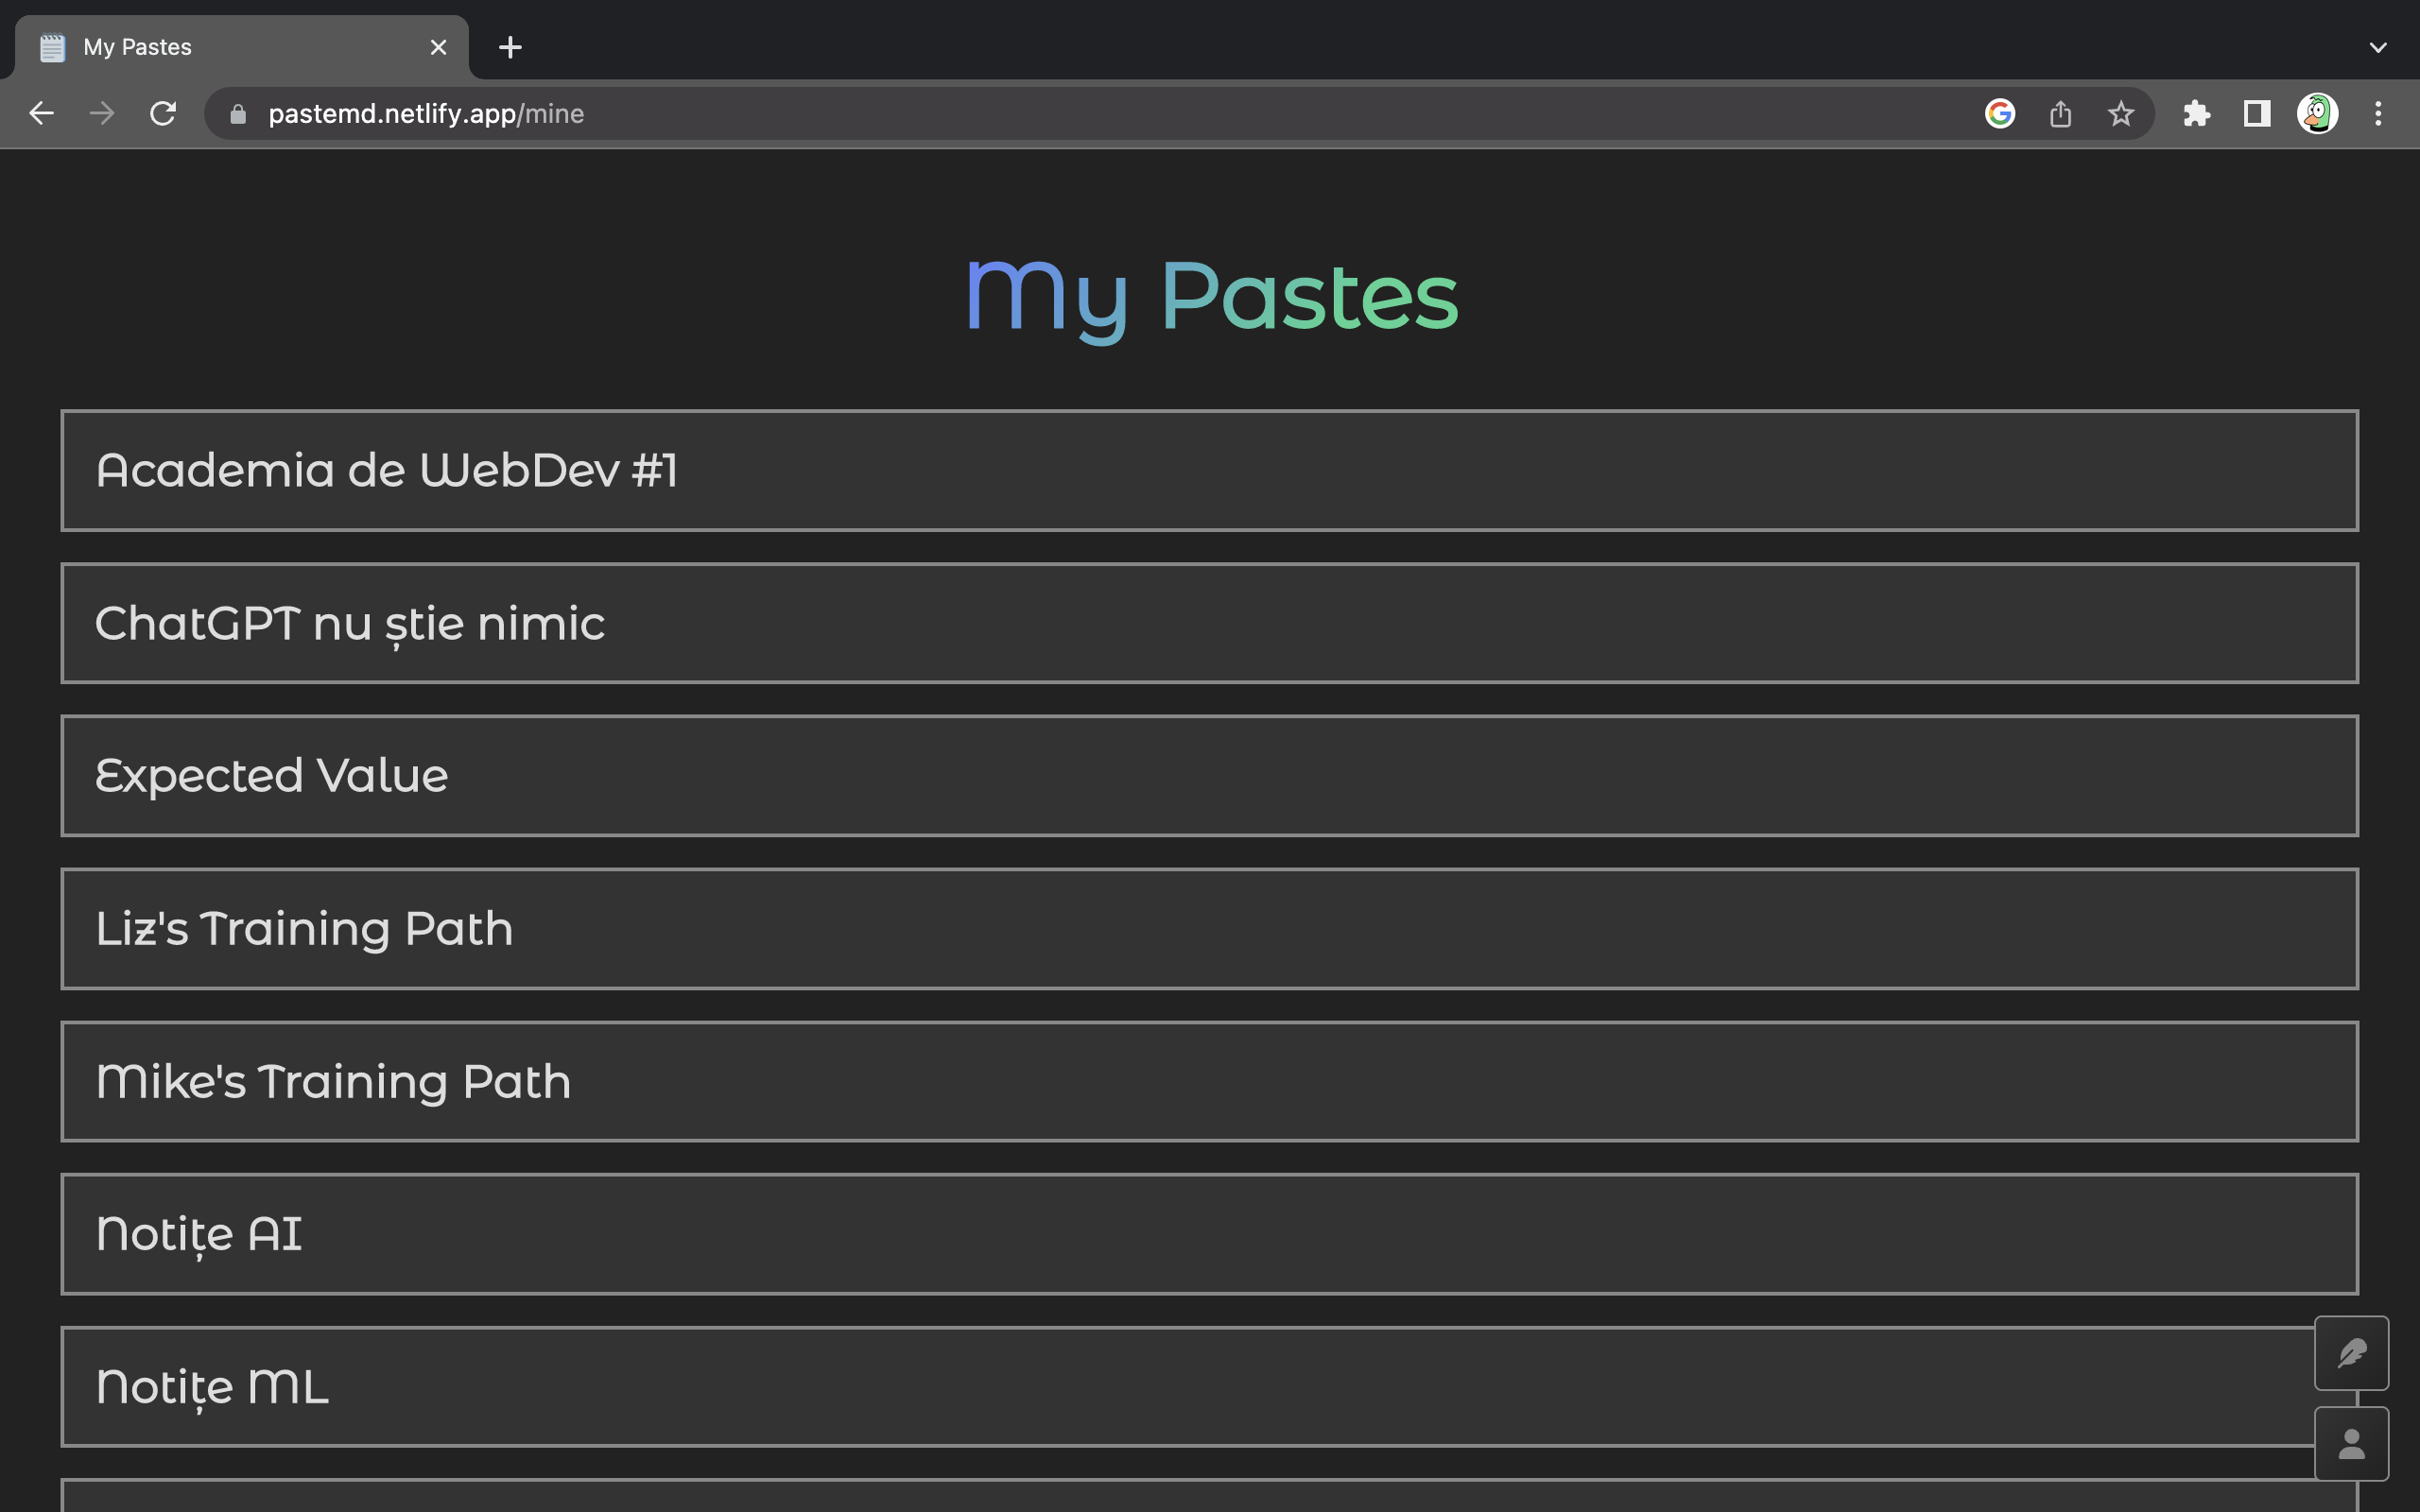 My Pastes
pastemd.netlify.app/mine
My Pastes
Academia de WebDev #1
ChatGPT nu știe nimic
Expected Value
Liz's Training Path
Mike's Training Path
Notițe AI
Notițe ML